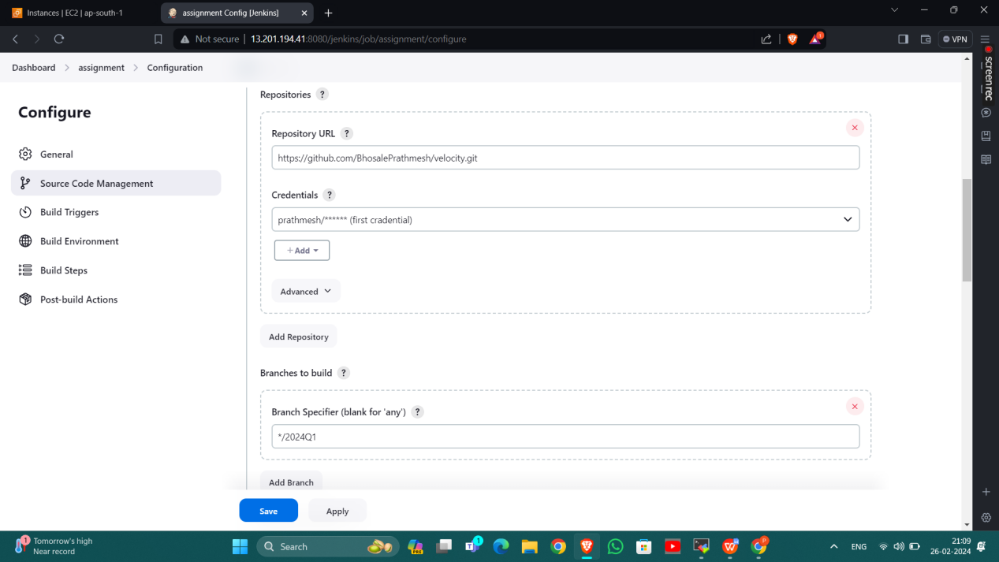 Instances | EC2 | ap-south-1
assignment Config [Jenkins]
Not secure
13.201.194.41:8080/jenkins/job/assignment/configure
1
VPN
Dashboard
assignment
Configuration
screenrec
Configure
General
Source Code Management
Build Triggers
Build Environment
Build Steps
Post-build Actions
Repositories ?
Repository URL ?
https://github.com/BhosalePrathmesh/velocity.git
Credentials ?
prathmesh/****** (first cradential)
+ Add
Advanced
Add Repository
Branches to build ?
Branch Specifier (blank for 'any') ?
*/2024Q1
Add Branch
Save
Apply
1
Tomorrow's high
Near record
Search
PRE
1
P
ENG
21:09
26-02-2024